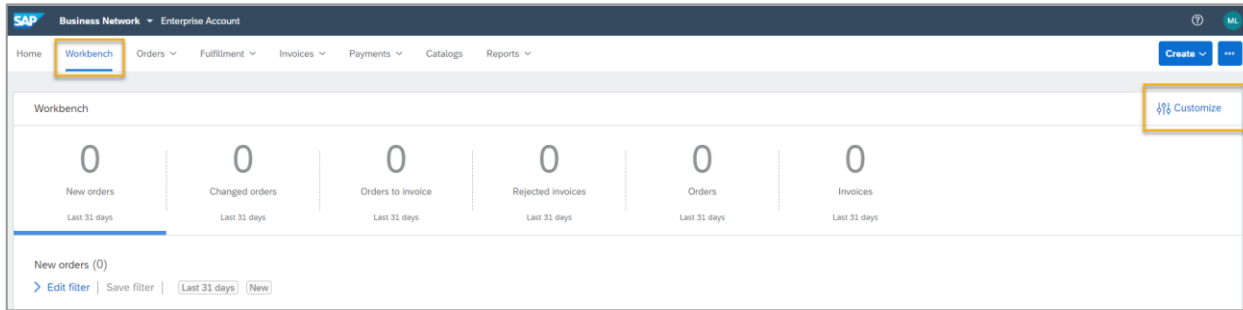 SAP Business Network Enterprise Account ML
Home Workbench Orders Fulfillment Invoices Payments Catalogs Reports Create
Workbench Customize
0 0 0 0 0 0
New orders Changed orders Orders to invoice Rejected invoices Orders Invoices
Last 31 days Last 31 days Last 31 days Last 31 days Last 31 days Last 31 days
New orders (0)
Edit filter | Save filter | Last 31 days New